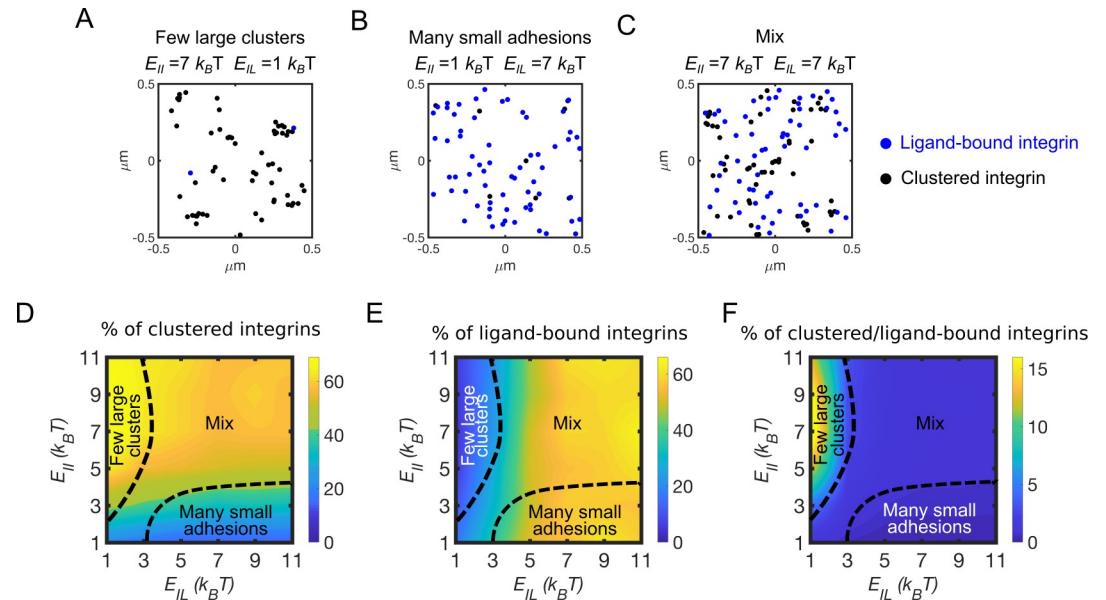 A
Few large clusters
E_II =7 k_BT E_IL =1 k_BT
0.5
0
-0.5
μm
-0.5
0
0.5
μm
B
Many small adhesions
E_II =1 k_BT E_IL =7 k_BT
0.5
0
-0.5
μm
-0.5
0
0.5
μm
C
Mix
E_II =7 k_BT E_IL =7 k_BT
0.5
0
-0.5
μm
-0.5
0
0.5
μm
Ligand-bound integrin
Clustered integrin
D
% of clustered integrins
E_II (k_BT)
11
9
7
5
3
1
Few large
clusters
Mix
Many small
adhesions
1 3 5 7 9 11
E_IL (k_BT)
60
40
20
0
E
% of ligand-bound integrins
E_II (k_BT)
11
9
7
5
3
1
Few large
clusters
Mix
Many small
adhesions
1 3 5 7 9 11
E_IL (k_BT)
60
40
20
0
F
% of clustered/ligand-bound integrins
E_II (k_BT)
11
9
7
5
3
1
Few large
clusters
Mix
Many small
adhesions
1 3 5 7 9 11
E_IL (k_BT)
15
10
5
0